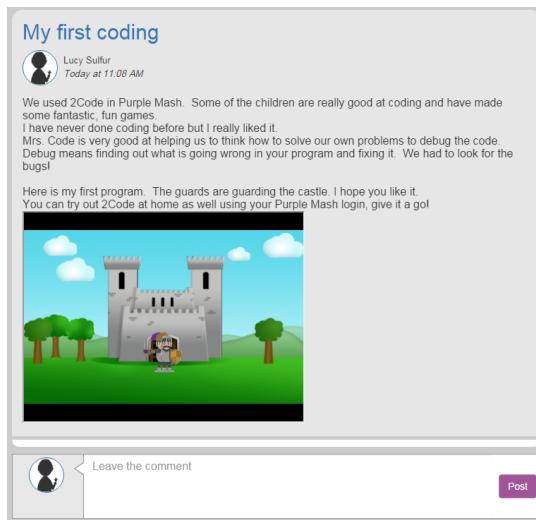 My first coding
Lucy Sulfur
Today at 11:08 AM
We used 2Code in Purple Mash.  Some of the children are really good at coding and have made
some fantastic, fun games.
I have never done coding before but I really liked it.
Mrs. Code is very good at helping us to think how to solve our own problems to debug the code.
Debug means finding out what is going wrong in your program and fixing it.  We had to look for the
bugs!
Here is my first program.  The guards are guarding the castle. I hope you like it.
You can try out 2Code at home as well using your Purple Mash login, give it a go!
Leave the comment
Post